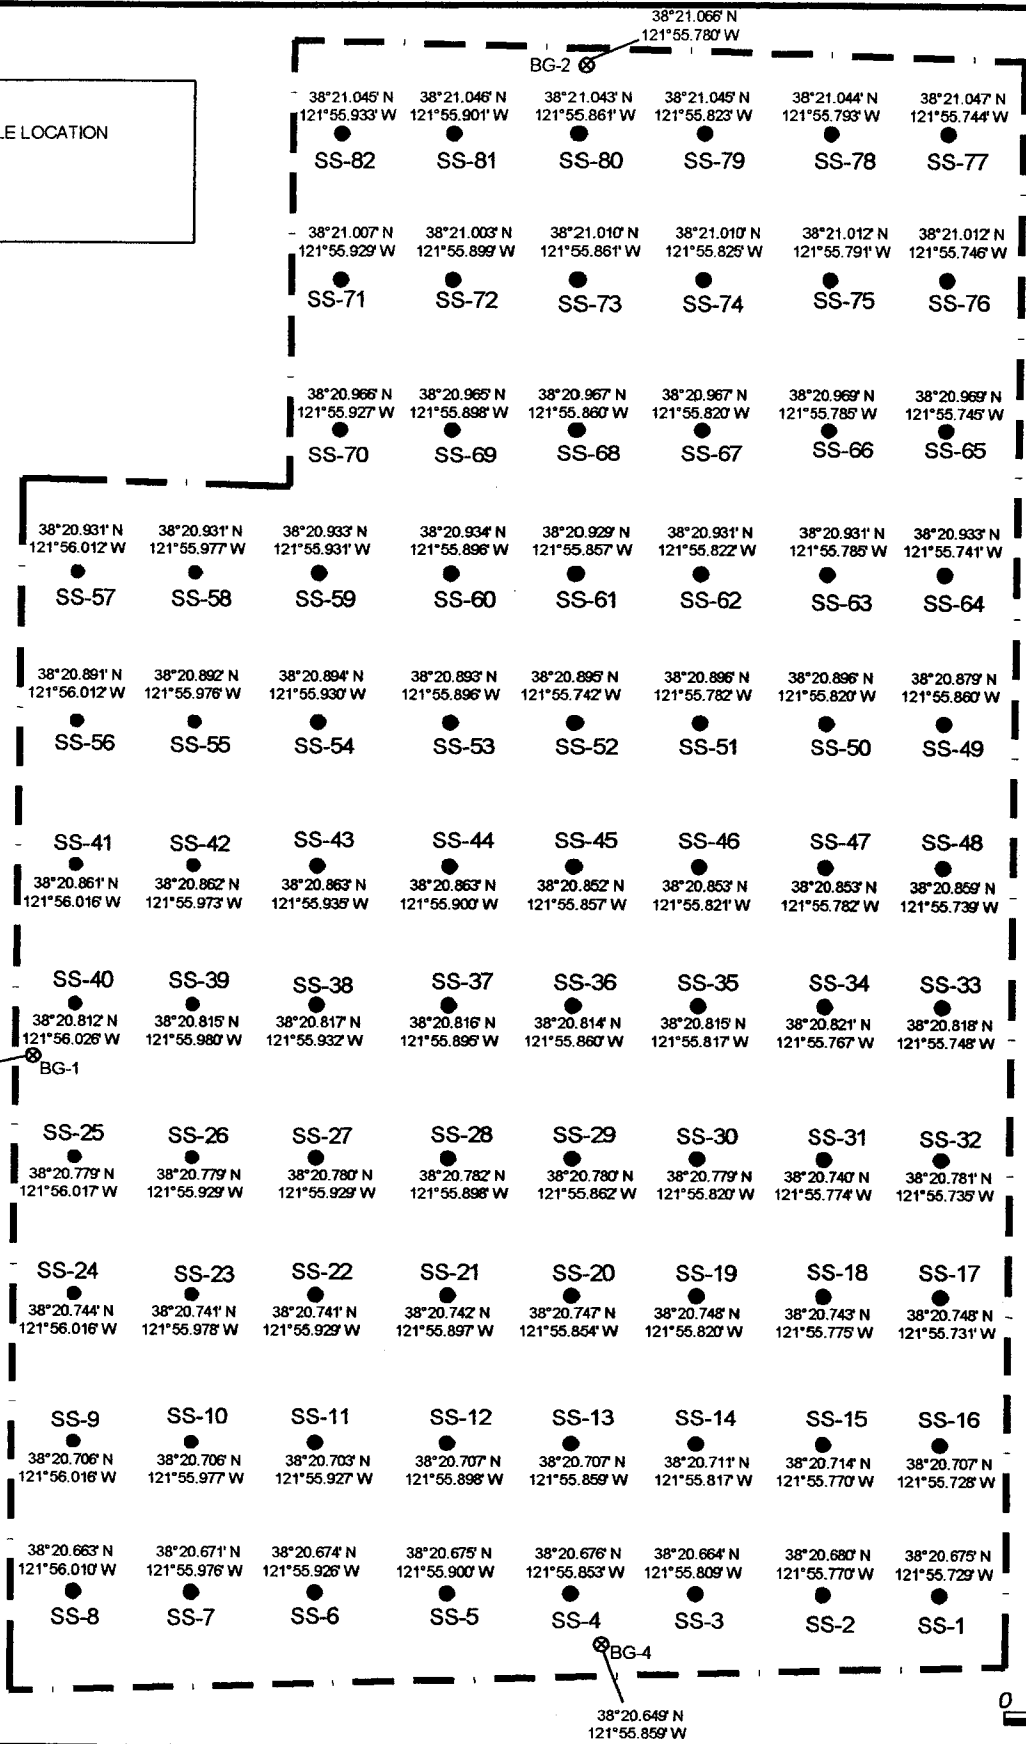 38°21.066' N
121°55.780' W
BG-2
LE LOCATION
38°21.045' N 38°21.046' N 38°21.043' N 38°21.045' N 38°21.044' N 38°21.047' N
121°55.933' W 121°55.901' W 121°55.861' W 121°55.823' W 121°55.793' W 121°55.744' W
SS-82 SS-81 SS-80 SS-79 SS-78 SS-77
38°21.007' N 38°21.003' N 38°21.010' N 38°21.010' N 38°21.012' N 38°21.012' N
121°55.929' W 121°55.899' W 121°55.861' W 121°55.825' W 121°55.791' W 121°55.746' W
SS-71 SS-72 SS-73 SS-74 SS-75 SS-76
38°20.966' N 38°20.965' N 38°20.967' N 38°20.967' N 38°20.969' N 38°20.969' N
121°55.927' W 121°55.898' W 121°55.860' W 121°55.820' W 121°55.785' W 121°55.745' W
SS-70 SS-69 SS-68 SS-67 SS-66 SS-65
38°20.931' N 38°20.931' N 38°20.933' N 38°20.934' N 38°20.929' N 38°20.931' N 38°20.931' N 38°20.933' N
121°56.012' W 121°55.977' W 121°55.931' W 121°55.896' W 121°55.857' W 121°55.822' W 121°55.785' W 121°55.741' W
SS-57 SS-58 SS-59 SS-60 SS-61 SS-62 SS-63 SS-64
38°20.891' N 38°20.892' N 38°20.894' N 38°20.893' N 38°20.895' N 38°20.896' N 38°20.896' N 38°20.879' N
121°56.012' W 121°55.976' W 121°55.930' W 121°55.896' W 121°55.742' W 121°55.782' W 121°55.820' W 121°55.860' W
SS-56 SS-55 SS-54 SS-53 SS-52 SS-51 SS-50 SS-49
SS-41 SS-42 SS-43 SS-44 SS-45 SS-46 SS-47 SS-48
38°20.861' N 38°20.862' N 38°20.863' N 38°20.863' N 38°20.852' N 38°20.853' N 38°20.853' N 38°20.859' N
121°56.016' W 121°55.973' W 121°55.935' W 121°55.900' W 121°55.857' W 121°55.821' W 121°55.782' W 121°55.739' W
SS-40 SS-39 SS-38 SS-37 SS-36 SS-35 SS-34 SS-33
38°20.812' N 38°20.815' N 38°20.817' N 38°20.816' N 38°20.814' N 38°20.815' N 38°20.821' N 38°20.818' N
121°56.026' W 121°55.980' W 121°55.932' W 121°55.895' W 121°55.860' W 121°55.817' W 121°55.767' W 121°55.748' W
BG-1
SS-25 SS-26 SS-27 SS-28 SS-29 SS-30 SS-31 SS-32
38°20.779' N 38°20.779' N 38°20.780' N 38°20.782' N 38°20.780' N 38°20.779' N 38°20.740' N 38°20.781' N
121°56.017' W 121°55.929' W 121°55.929' W 121°55.898' W 121°55.862' W 121°55.820' W 121°55.774' W 121°55.735' W
SS-24 SS-23 SS-22 SS-21 SS-20 SS-19 SS-18 SS-17
38°20.744' N 38°20.741' N 38°20.741' N 38°20.742' N 38°20.747' N 38°20.748' N 38°20.743' N 38°20.748' N
121°56.016' W 121°55.978' W 121°55.929' W 121°55.897' W 121°55.854' W 121°55.820' W 121°55.775' W 121°55.731' W
SS-9 SS-10 SS-11 SS-12 SS-13 SS-14 SS-15 SS-16
38°20.706' N 38°20.706' N 38°20.703' N 38°20.707' N 38°20.707' N 38°20.711' N 38°20.714' N 38°20.707' N
121°56.016' W 121°55.977' W 121°55.927' W 121°55.898' W 121°55.859' W 121°55.817' W 121°55.770' W 121°55.728' W
38°20.663' N 38°20.671' N 38°20.674' N 38°20.675' N 38°20.676' N 38°20.664' N 38°20.680' N 38°20.675' N
121°56.010' W 121°55.976' W 121°55.926' W 121°55.900' W 121°55.853' W 121°55.809' W 121°55.770' W 121°55.729' W
SS-8 SS-7 SS-6 SS-5 SS-4 SS-3 SS-2 SS-1
BG-4
38°20.649' N
121°55.859' W
0